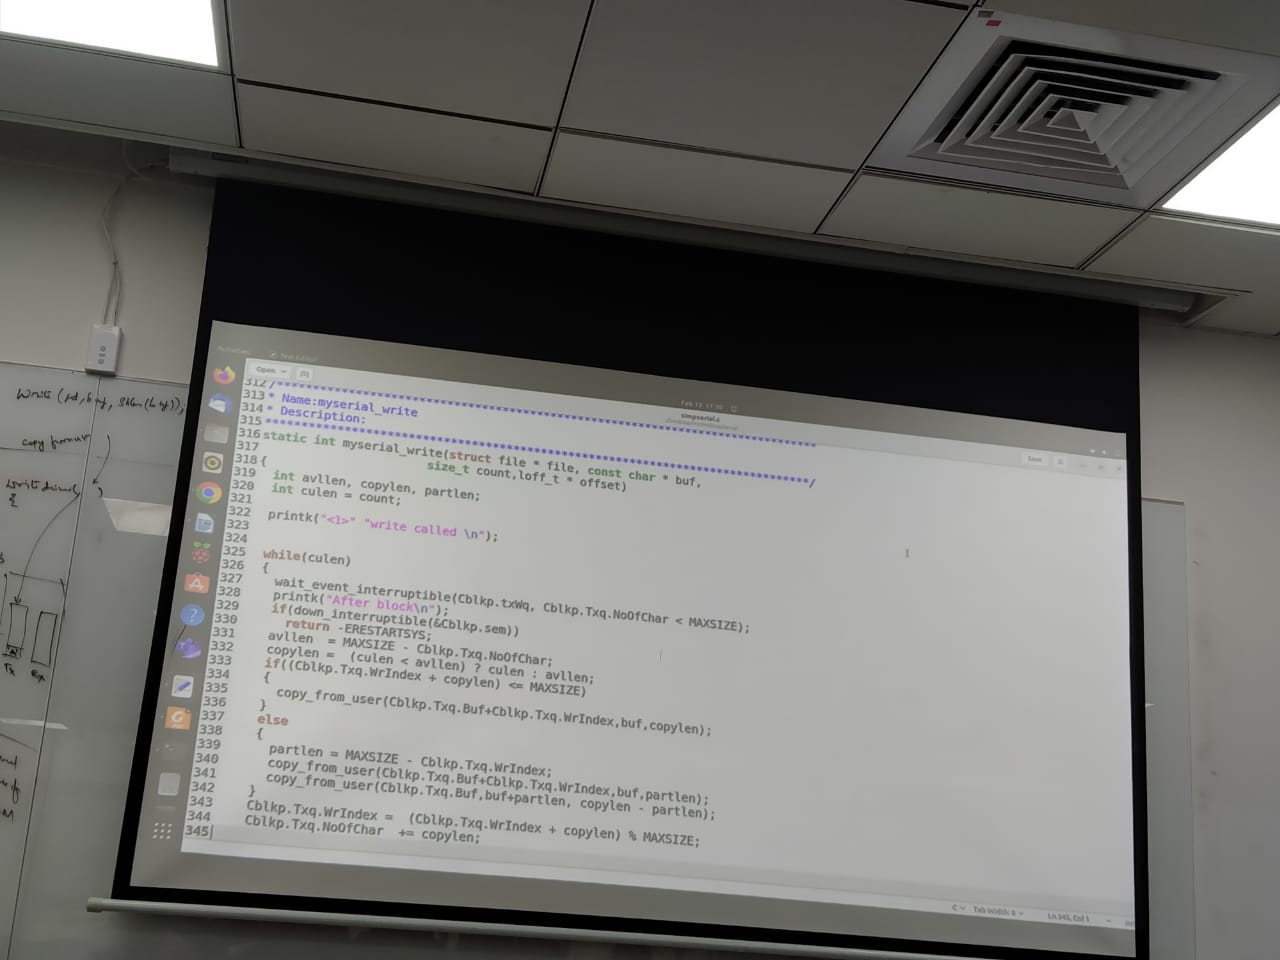 Write (fd, buf, strlen(buf)),
copy from user
{
Tx Rx
Activities Text Editor
Feb 13 17:30
Open
simpserial.c
Save
312 /*****************************************************************************
313 * Name:myserial_write
314 * Description:
315 *****************************************************************************/
316 static int myserial_write(struct file * file, const char * buf,
317 size_t count,loff_t * offset)
318 {
319 int avllen, copylen, partlen;
320 int culen = count;
321
322 printk("<1>" "write called \n");
323
324
325 while(culen)
326 {
327 wait_event_interruptible(Cblkp.txWq, Cblkp.Txq.NoOfChar < MAXSIZE);
328 printk("After block\n");
329 if(down_interruptible(&Cblkp.sem))
330 return -ERESTARTSYS;
331 avllen = MAXSIZE - Cblkp.Txq.NoOfChar;
332 copylen = (culen < avllen) ? culen : avllen;
333 if((Cblkp.Txq.WrIndex + copylen) <= MAXSIZE)
334 {
335 copy_from_user(Cblkp.Txq.Buf+Cblkp.Txq.WrIndex,buf,copylen);
336 }
337 else
338 {
339 partlen = MAXSIZE - Cblkp.Txq.WrIndex;
340 copy_from_user(Cblkp.Txq.Buf+Cblkp.Txq.WrIndex,buf,partlen);
341 copy_from_user(Cblkp.Txq.Buf,buf+partlen, copylen - partlen);
342 }
343 Cblkp.Txq.WrIndex = (Cblkp.Txq.WrIndex + copylen) % MAXSIZE;
344 Cblkp.Txq.NoOfChar += copylen;
345
C Tab Width: 8 Ln 345, Col 1 INS